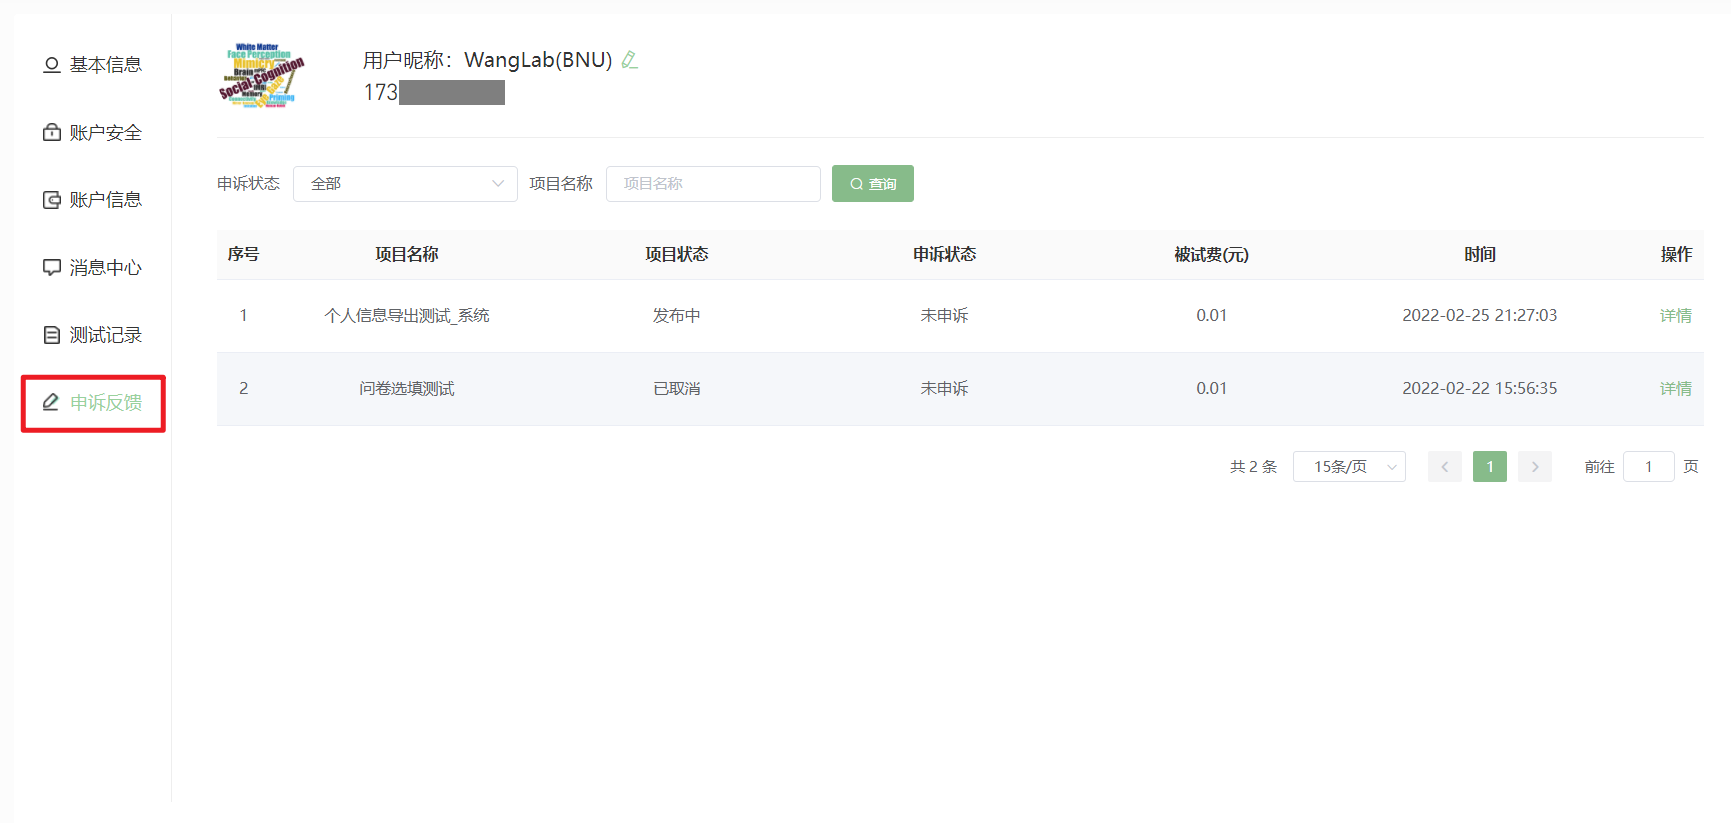 基本信息
账户安全
账户信息
消息中心
测试记录
申诉反馈
White Matter
Face Perception
Mimicry
Brain
Social-Cognition
Memory
Priming
用户昵称：WangLab(BNU)
173
申诉状态 全部 项目名称 项目名称 查询
序号 项目名称 项目状态 申诉状态 被试费(元) 时间 操作
1 个人信息导出测试_系统 发布中 未申诉 0.01 2022-02-25 21:27:03 详情
2 问卷选填测试 已取消 未申诉 0.01 2022-02-22 15:56:35 详情
共 2 条 15条/页 1 前往 1 页